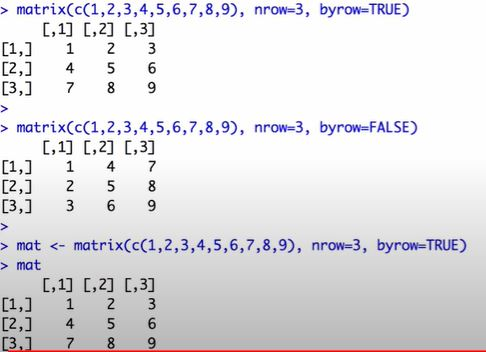 > matrix(c(1,2,3,4,5,6,7,8,9), nrow=3, byrow=TRUE)
     [,1] [,2] [,3]
[1,]    1    2    3
[2,]    4    5    6
[3,]    7    8    9
>
> matrix(c(1,2,3,4,5,6,7,8,9), nrow=3, byrow=FALSE)
     [,1] [,2] [,3]
[1,]    1    4    7
[2,]    2    5    8
[3,]    3    6    9
>
> mat <- matrix(c(1,2,3,4,5,6,7,8,9), nrow=3, byrow=TRUE)
> mat
     [,1] [,2] [,3]
[1,]    1    2    3
[2,]    4    5    6
[3,]    7    8    9